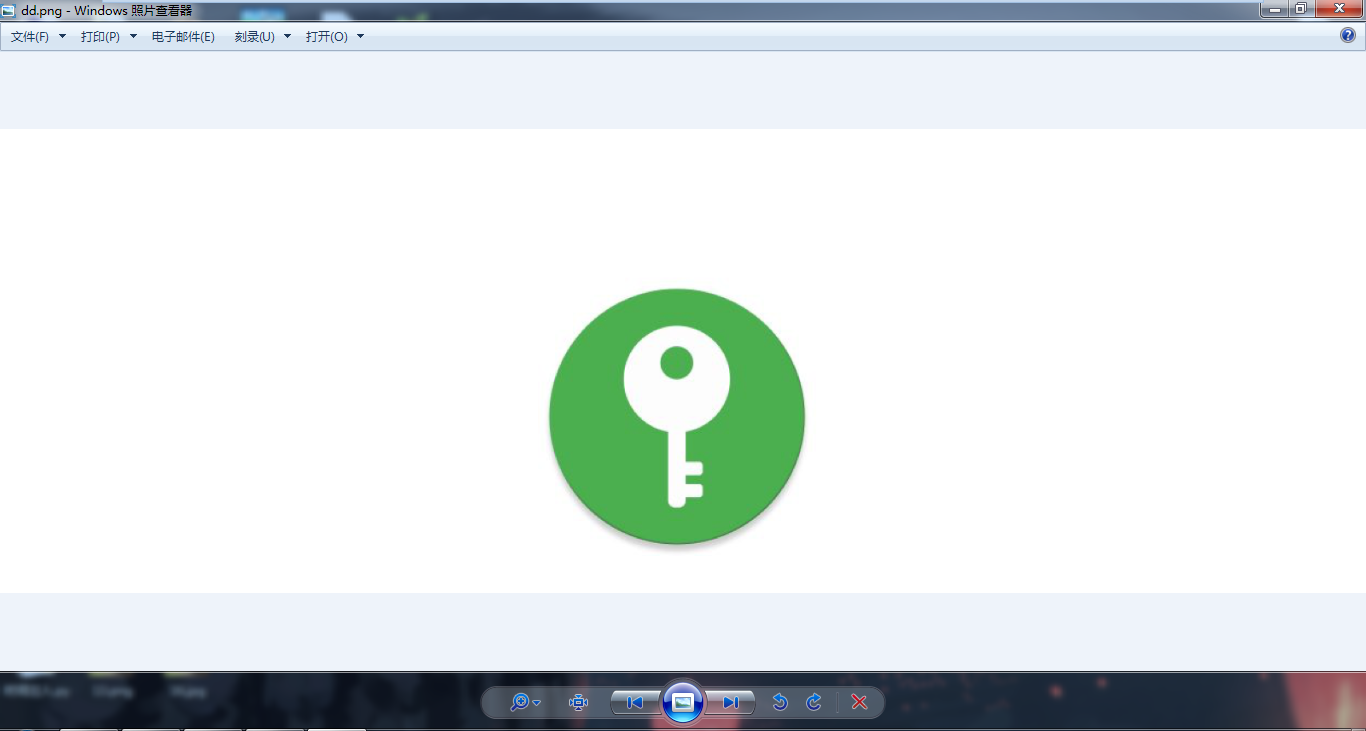 dd.png - Windows 照片查看器
文件(F) 打印(P) 电子邮件(E) 刻录(U) 打开(O)